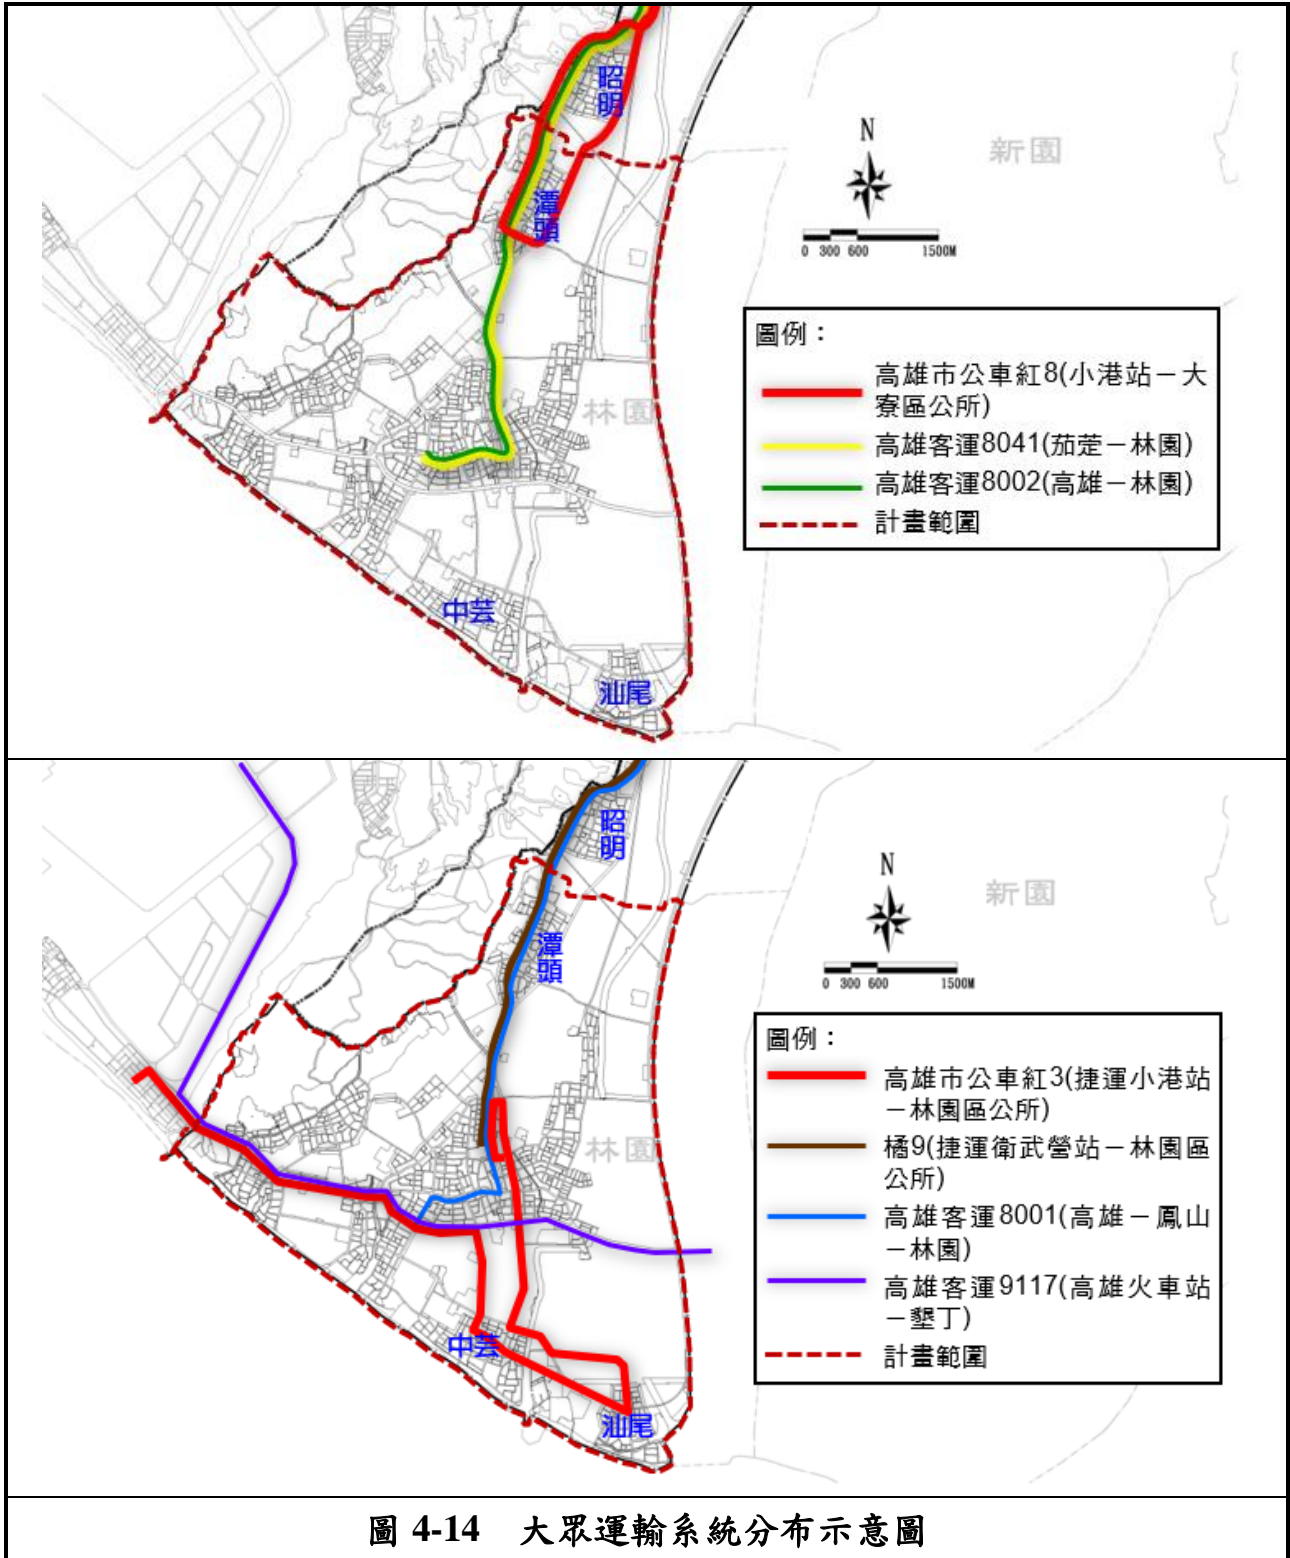 昭明
N
新園
潭頭
0 300 600 1500M
圖例：
高雄市公車紅8(小港站－大
寮區公所)
高雄客運8041(茄萣－林園)
高雄客運8002(高雄－林園)
計畫範圍
林園
中芸
汕尾
昭明
N
新園
潭頭
0 300 600 1500M
圖例：
高雄市公車紅3(捷運小港站
－林園區公所)
橘9(捷運衛武營站－林園區
公所)
高雄客運8001(高雄－鳳山
－林園)
高雄客運9117(高雄火車站
－墾丁)
計畫範圍
林園
中芸
汕尾
圖 4-14 大眾運輸系統分布示意圖